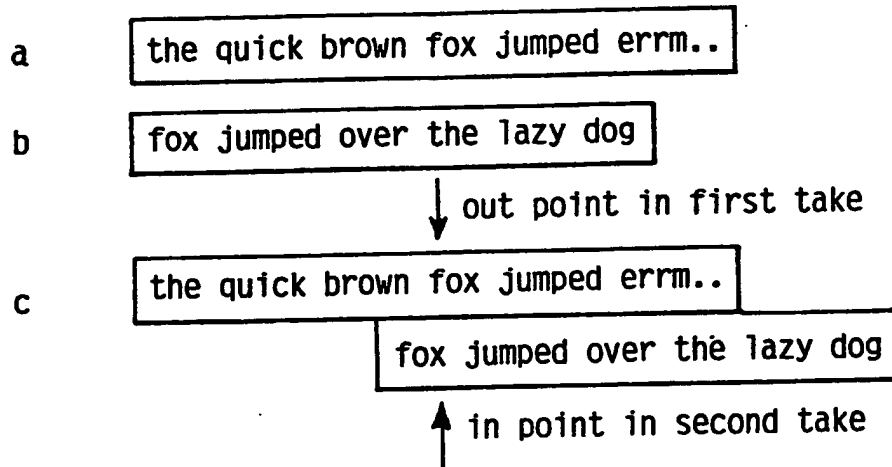 a the quick brown fox jumped errm..
b fox jumped over the lazy dog
out point in first take
c the quick brown fox jumped errm..
fox jumped over the lazy dog
in point in second take